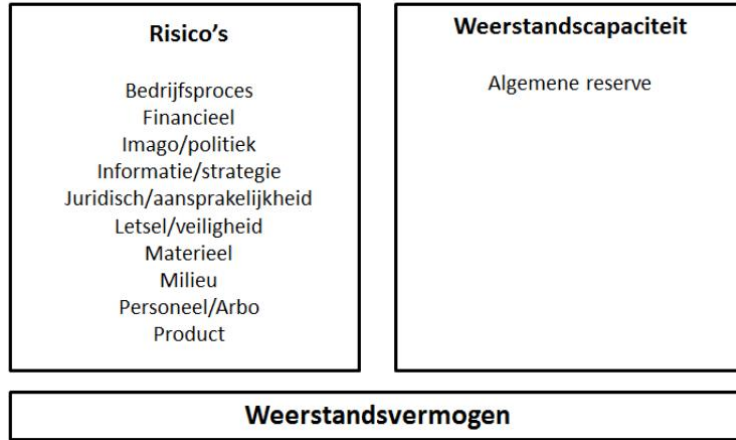 Risico's
Bedrijfsproces
Financieel
Imago/politiek
Informatie/strategie
Juridisch/aansprakelijkheid
Letsel/veiligheid
Materieel
Milieu
Personeel/Arbo
Product
Weerstandscapaciteit
Algemene reserve
Weerstandsvermogen